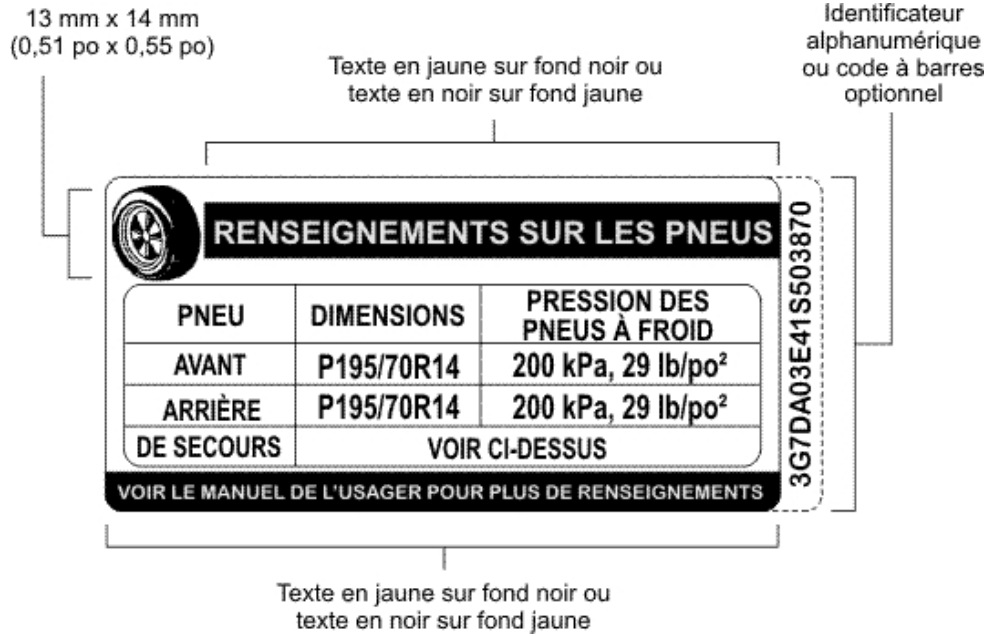 13 mm x 14 mm
(0,51 po x 0,55 po)
Texte en jaune sur fond noir ou
texte en noir sur fond jaune
Identificateur
alphanumérique
ou code à barres
optionnel
RENSEIGNEMENTS SUR LES PNEUS
PNEU DIMENSIONS PRESSION DES
PNEUS À FROID
AVANT P195/70R14 200 kPa, 29 lb/po²
ARRIÈRE P195/70R14 200 kPa, 29 lb/po²
DE SECOURS VOIR CI-DESSUS
VOIR LE MANUEL DE L'USAGER POUR PLUS DE RENSEIGNEMENTS
3G7DA03E41S503870
Texte en jaune sur fond noir ou
texte en noir sur fond jaune